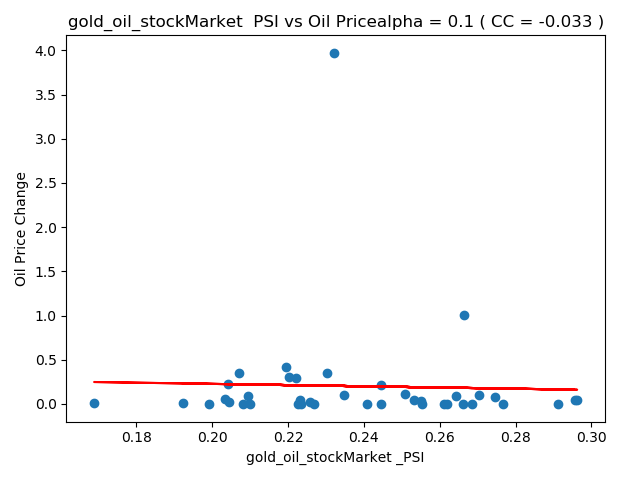 gold_oil_stockMarket  PSI vs Oil Pricealpha = 0.1 ( CC = -0.033 )
4.0
3.5
3.0
2.5
2.0
1.5
1.0
0.5
0.0
Oil Price Change
0.18 0.20 0.22 0.24 0.26 0.28 0.30
gold_oil_stockMarket _PSI